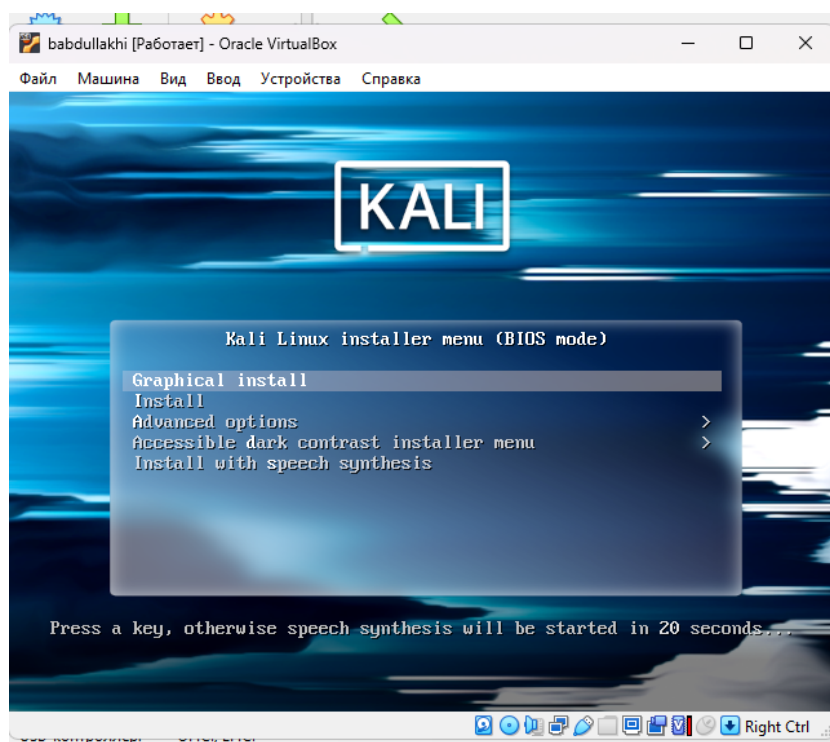 babdullakhi [Работает] - Oracle VirtualBox
Файл Машина Вид Ввод Устройства Справка
KALI
Kali Linux installer menu (BIOS mode)
Graphical install
Install
Advanced options >
Accessible dark contrast installer menu >
Install with speech synthesis
Press a key, otherwise speech synthesis will be started in 20 seconds...
Right Ctrl